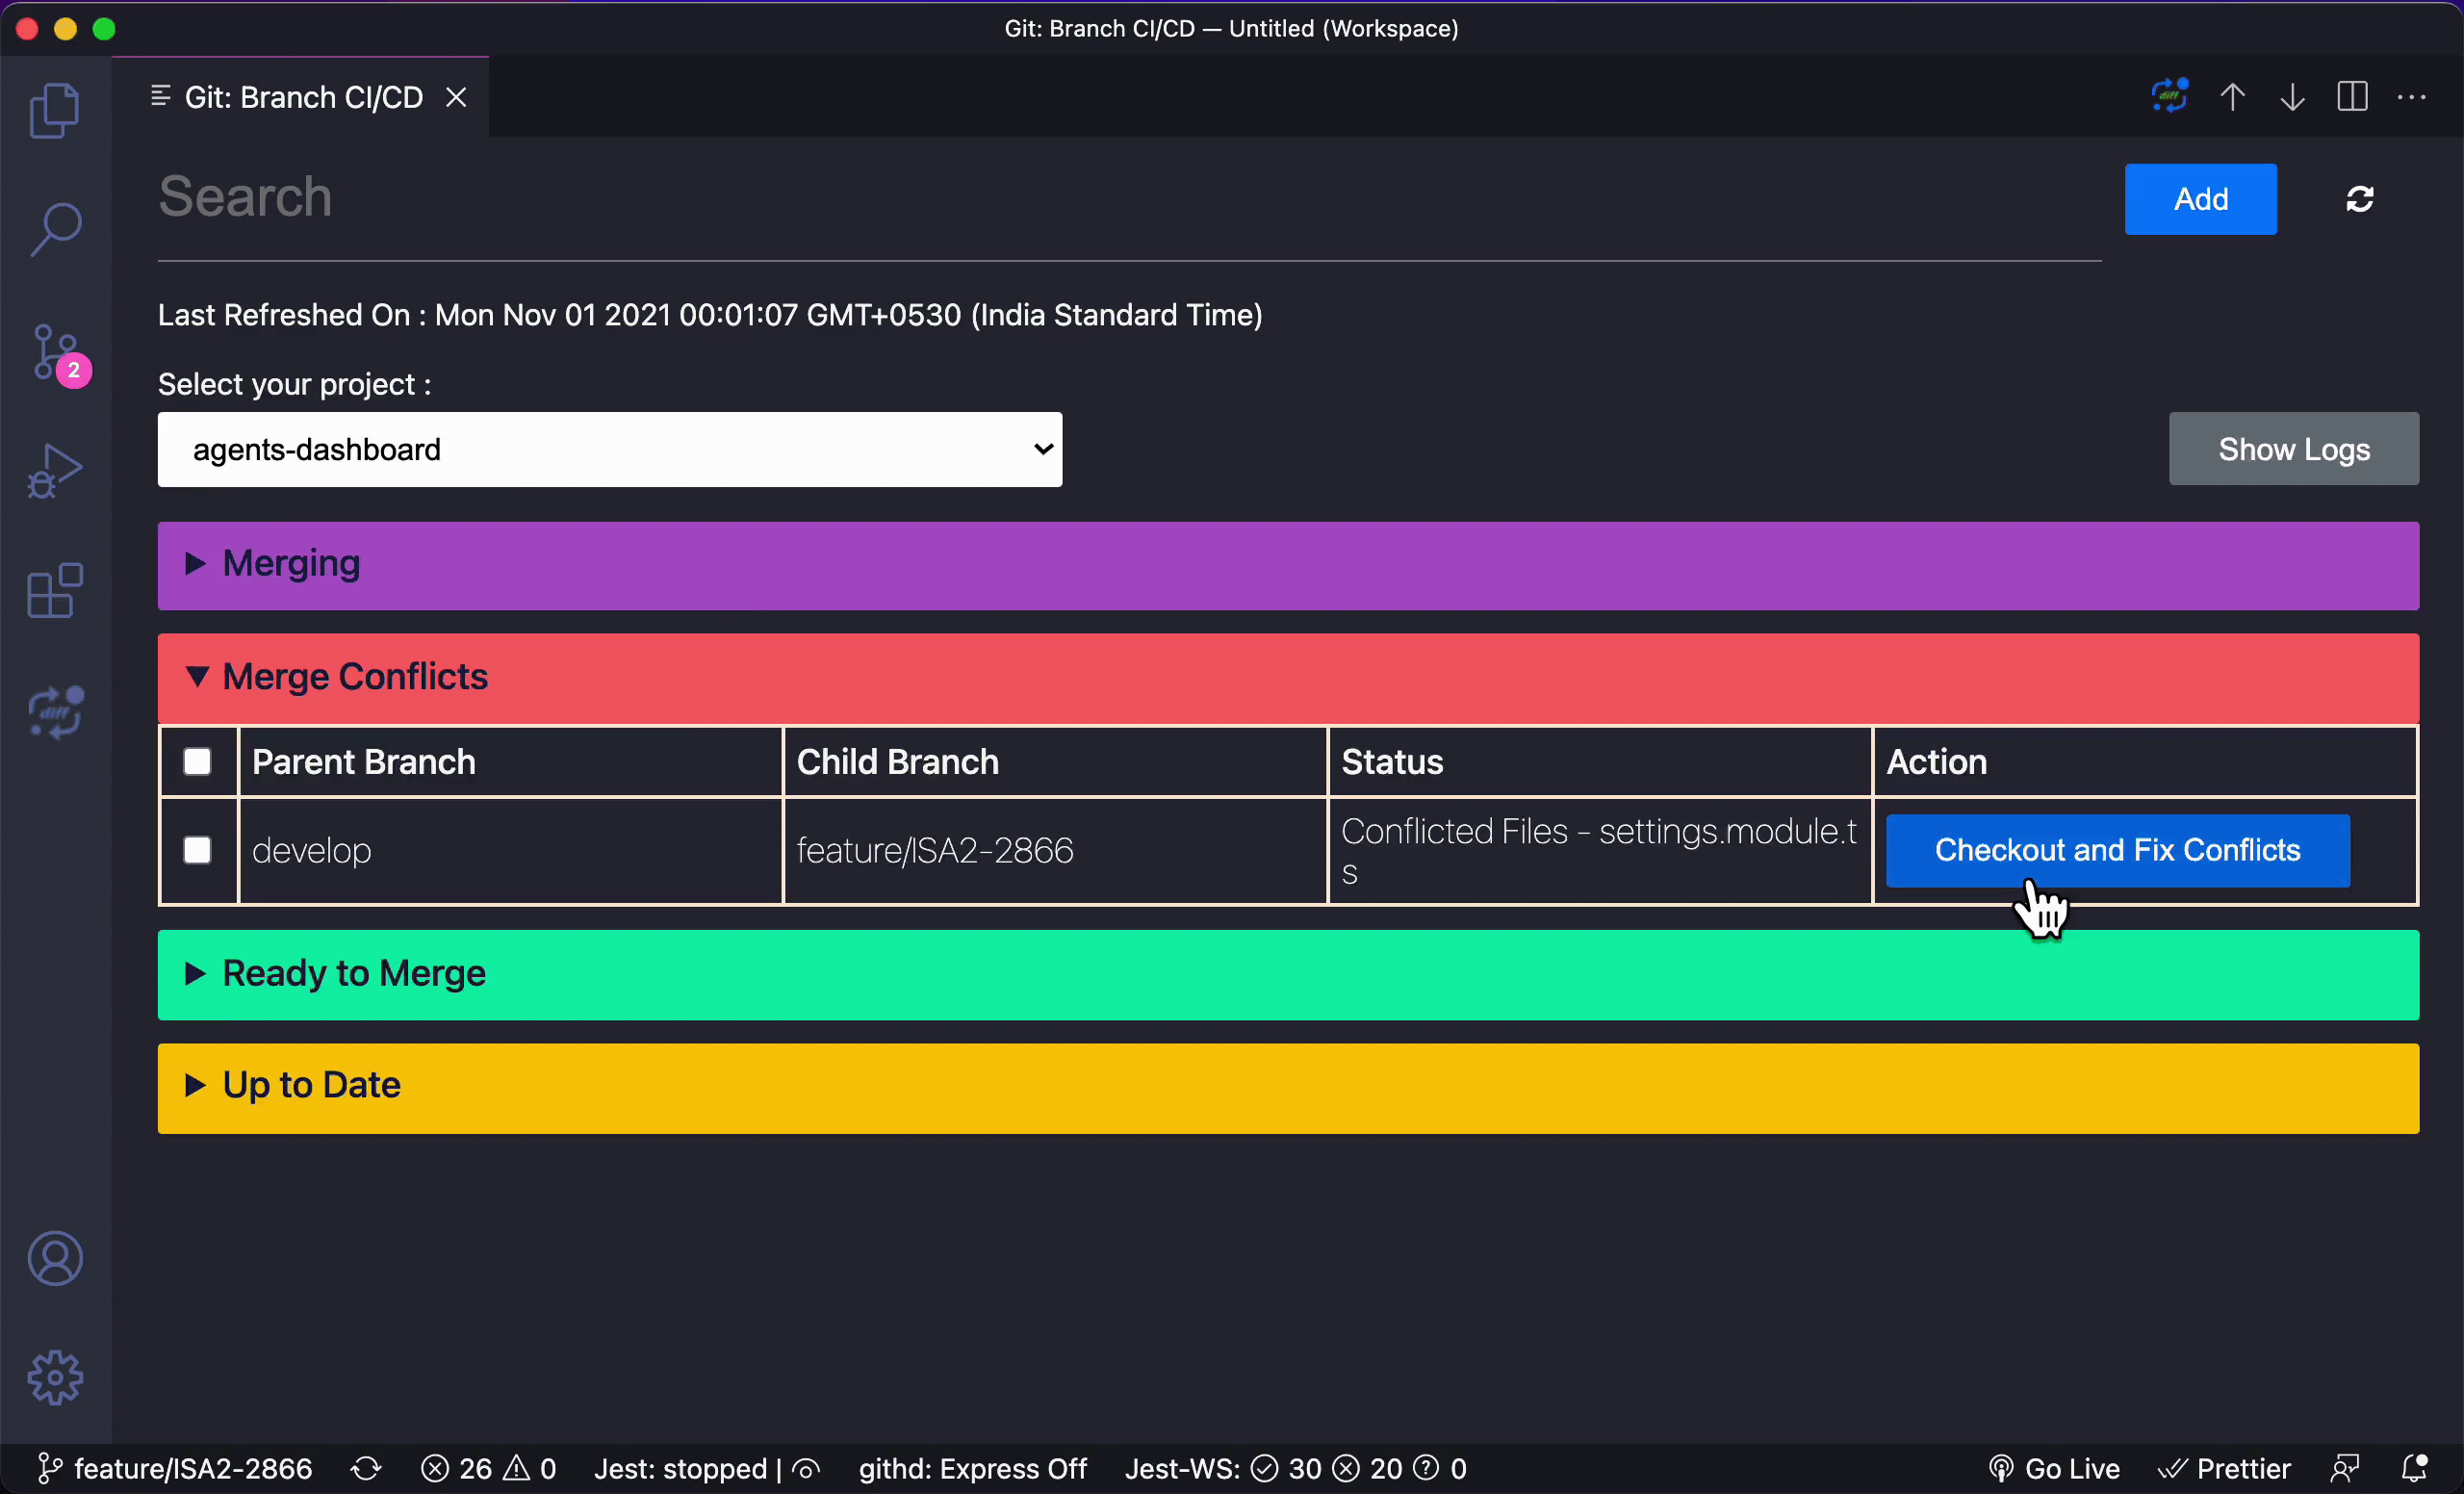 Git: Branch CI/CD — Untitled (Workspace)
Git: Branch CI/CD
diff
Search
Add
Last Refreshed On : Mon Nov 01 2021 00:01:07 GMT+0530 (India Standard Time)
2
Select your project :
agents-dashboard
Show Logs
Merging
Merge Conflicts
diff
Parent Branch Child Branch Status Action
develop feature/ISA2-2866 Conflicted Files - settings.module.t
s
Checkout and Fix Conflicts
Ready to Merge
Up to Date
feature/ISA2-2866 26 0 Jest: stopped | githd: Express Off Jest-WS: 30 20 0 Go Live Prettier